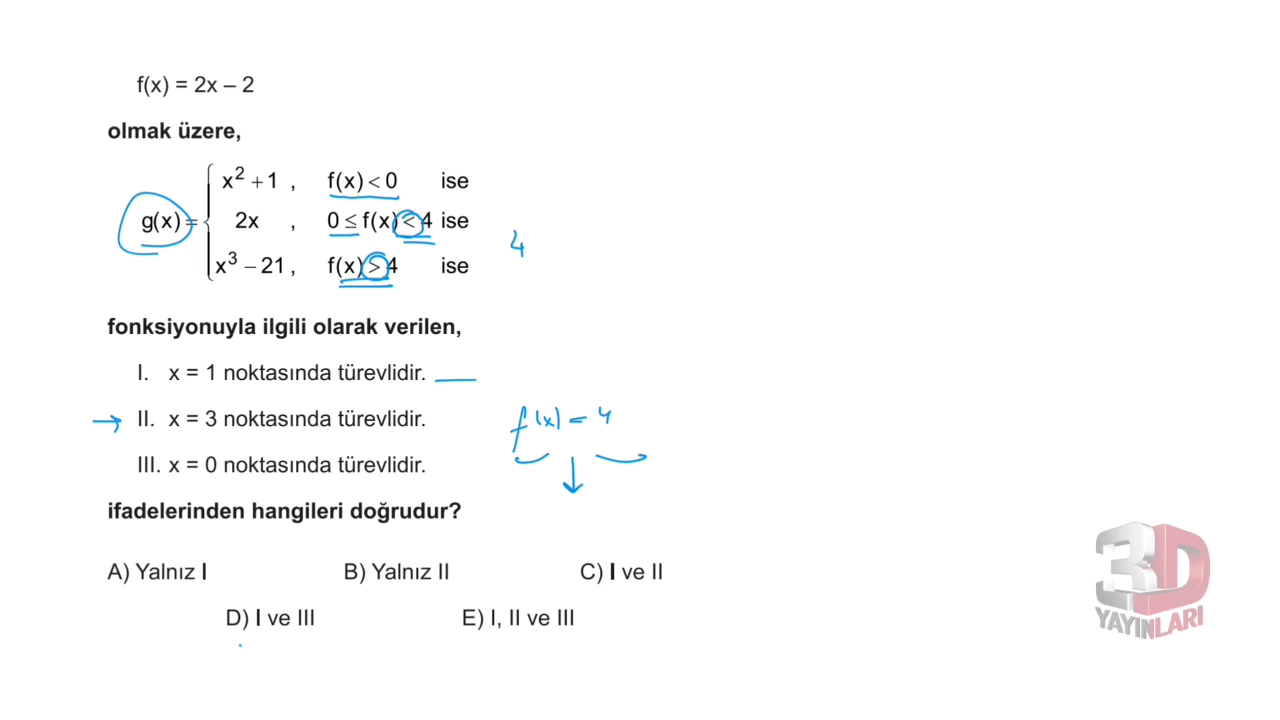 f(x) = 2x – 2
olmak üzere,
x² + 1 , f(x) < 0 ise
g(x) = 2x , 0 ≤ f(x) < 4 ise
4
x³ – 21 , f(x) > 4 ise
fonksiyonuyla ilgili olarak verilen,
I. x = 1 noktasında türevlidir.
II. x = 3 noktasında türevlidir.
f(x) = 4
III. x = 0 noktasında türevlidir.
ifadelerinden hangileri doğrudur?
A) Yalnız I B) Yalnız II C) I ve II
D) I ve III E) I, II ve III
3D
YAYINLARI